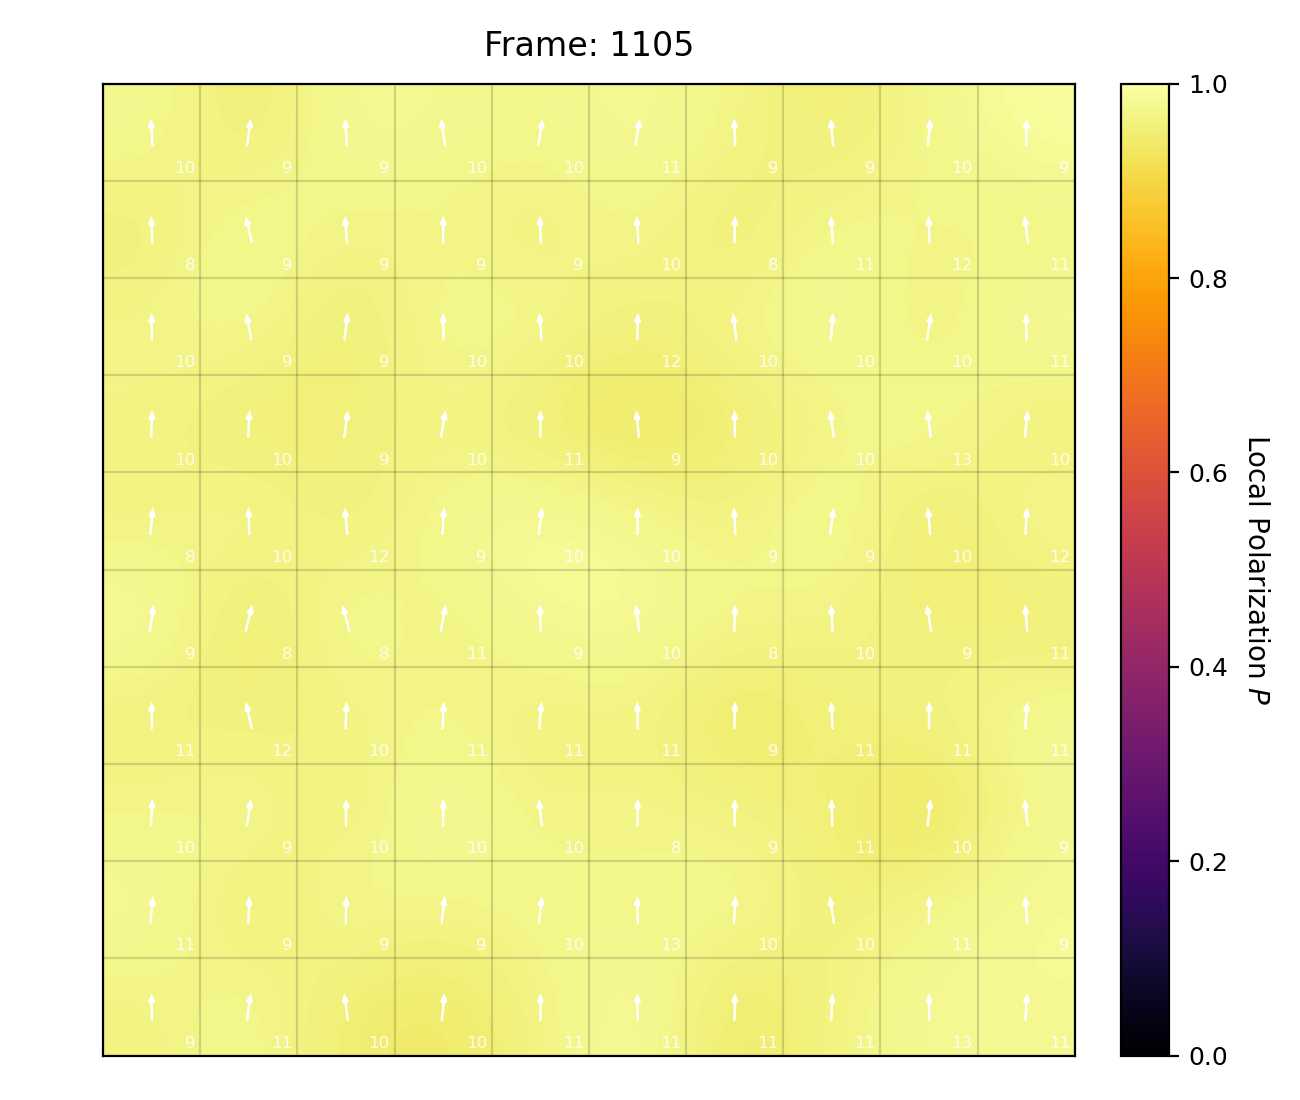 Frame: 1105
10 9 9 10 10 11 9 9 10 9
8 9 9 9 9 10 8 11 12 11
10 9 9 10 10 12 10 10 10 11
10 10 9 10 11 9 10 10 13 10
8 10 12 9 10 10 9 9 10 12
9 8 8 11 9 10 8 10 9 11
11 12 10 11 11 11 9 11 11 11
10 9 10 10 10 8 9 11 10 9
11 9 9 9 10 13 10 10 11 9
9 11 10 10 11 11 11 11 13 11
1.0
0.8
0.6
0.4
0.2
0.0
Local Polarization P